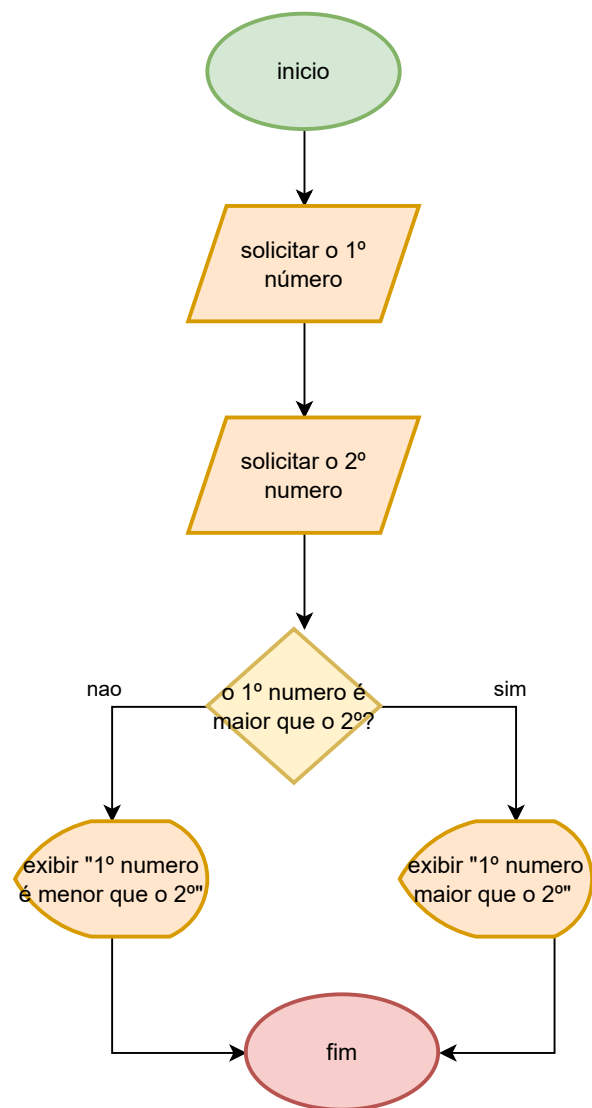 inicio
solicitar o 1º
número
solicitar o 2º
numero
o 1º numero é
maior que o 2º?
nao
sim
exibir "1º numero
é menor que o 2º"
exibir "1º numero
maior que o 2º"
fim